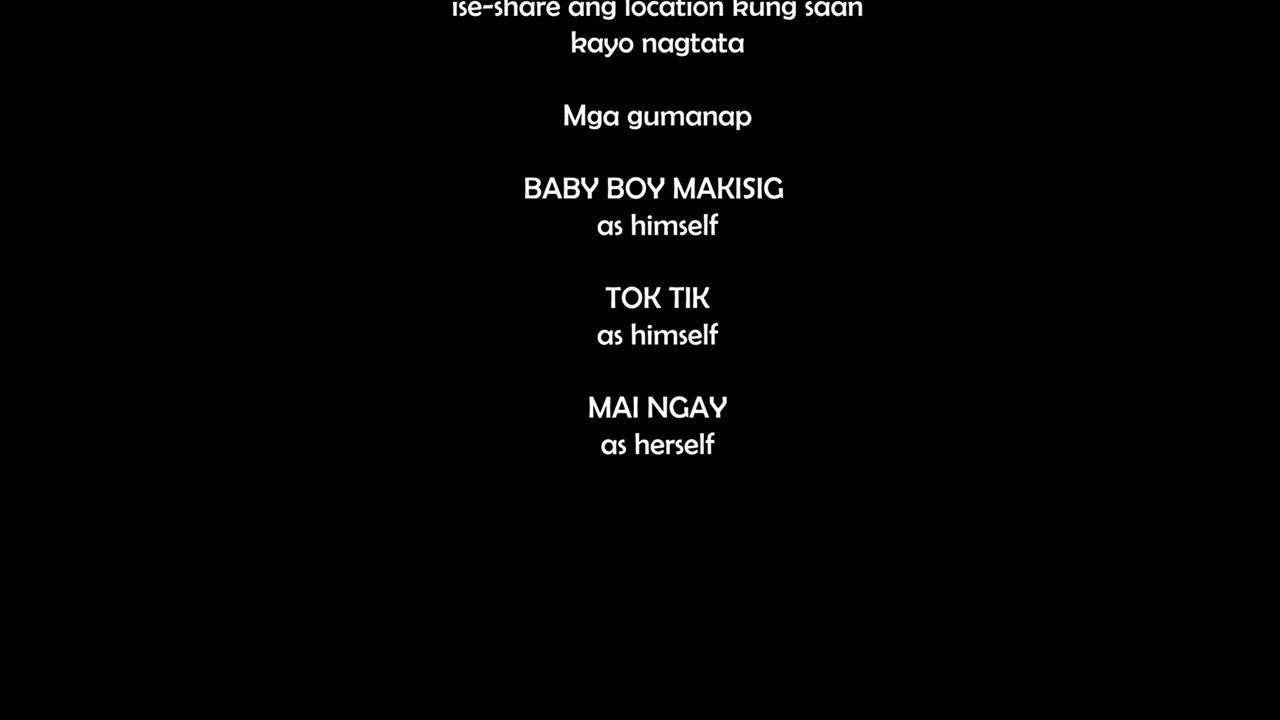 ise-share ang location kung saan
kayo nagtata
Mga gumanap
BABY BOY MAKISIG
as himself
TOK TIK
as himself
MAI NGAY
as herself